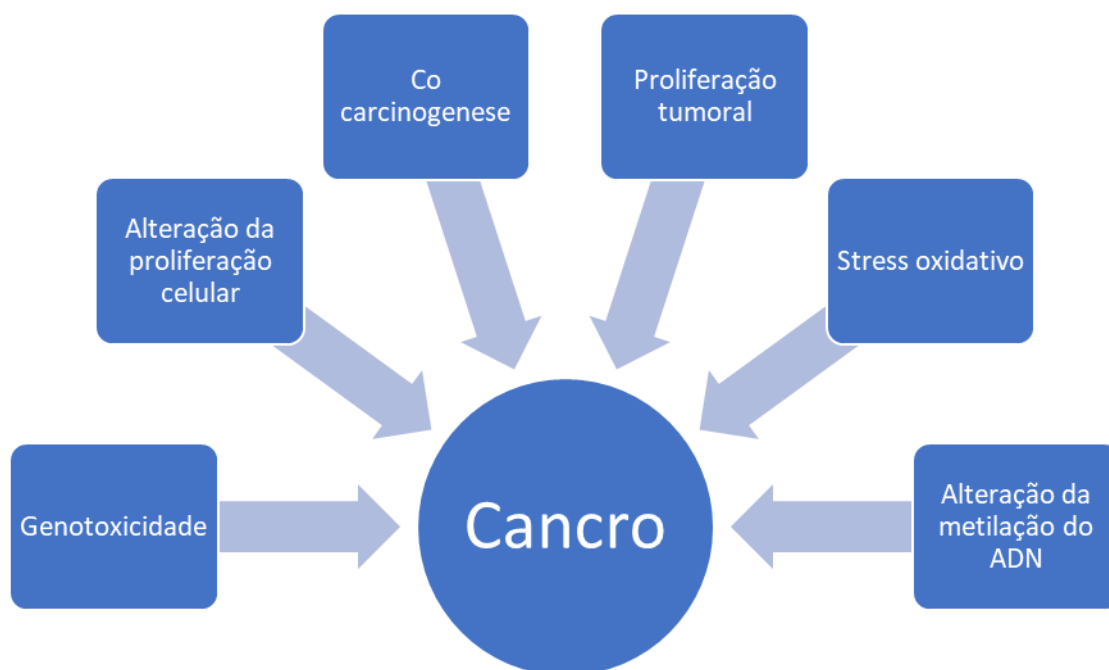 Co
carcinogenese
Proliferação
tumoral
Alteração da
proliferação
celular
Stress oxidativo
Genotoxicidade
Cancro
Alteração da
metilação do
ADN